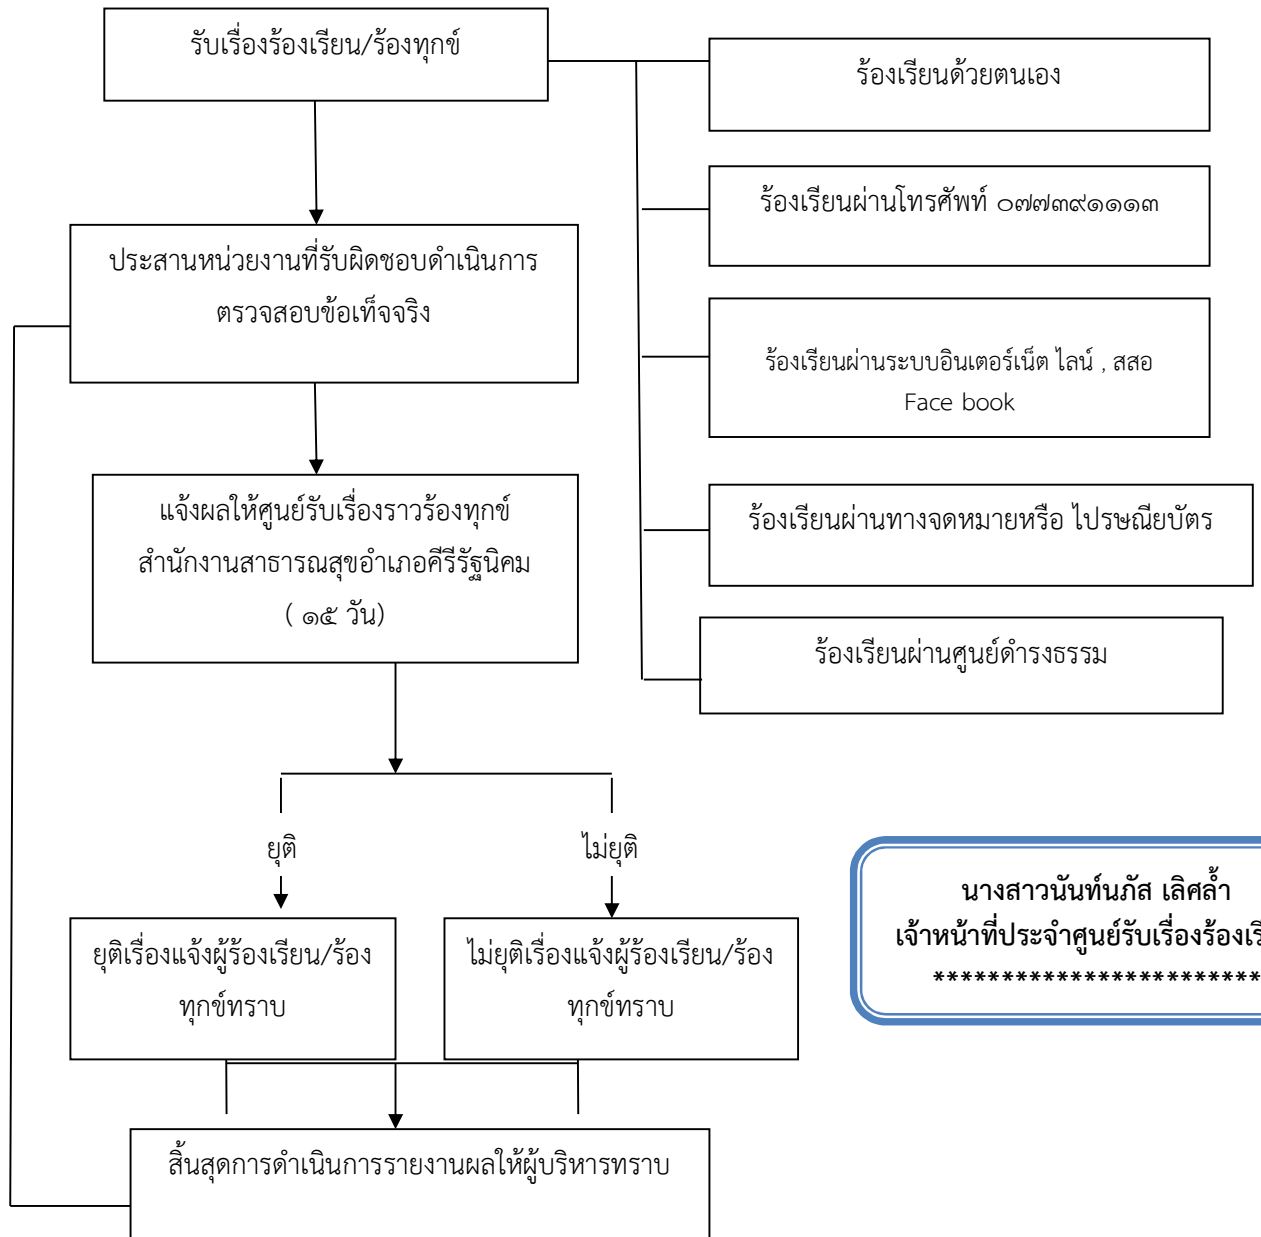 รับเรื่องร้องเรียน/ร้องทุกข์
ร้องเรียนด้วยตนเอง
ร้องเรียนผ่านโทรศัพท์ ๐๗๗๓๙๑๑๑๓
ประสานหน่วยงานที่รับผิดชอบดำเนินการ
ตรวจสอบข้อเท็จจริง
ร้องเรียนผ่านระบบอินเตอร์เน็ต ไลน์ , สสอ
Face book
แจ้งผลให้ศูนย์รับเรื่องราวร้องทุกข์
สำนักงานสาธารณสุขอำเภอคีรีรัฐนิคม
( ๑๕ วัน)
ร้องเรียนผ่านทางจดหมายหรือ ไปรษณียบัตร
ร้องเรียนผ่านศูนย์ดำรงธรรม
ยุติ
ไม่ยุติ
ยุติเรื่องแจ้งผู้ร้องเรียน/ร้อง
ทุกข์ทราบ
ไม่ยุติเรื่องแจ้งผู้ร้องเรียน/ร้อง
ทุกข์ทราบ
นางสาวนันท์นภัส เลิศล้ำ
เจ้าหน้าที่ประจำศูนย์รับเรื่องร้องเรี
************************
สิ้นสุดการดำเนินการรายงานผลให้ผู้บริหารทราบ